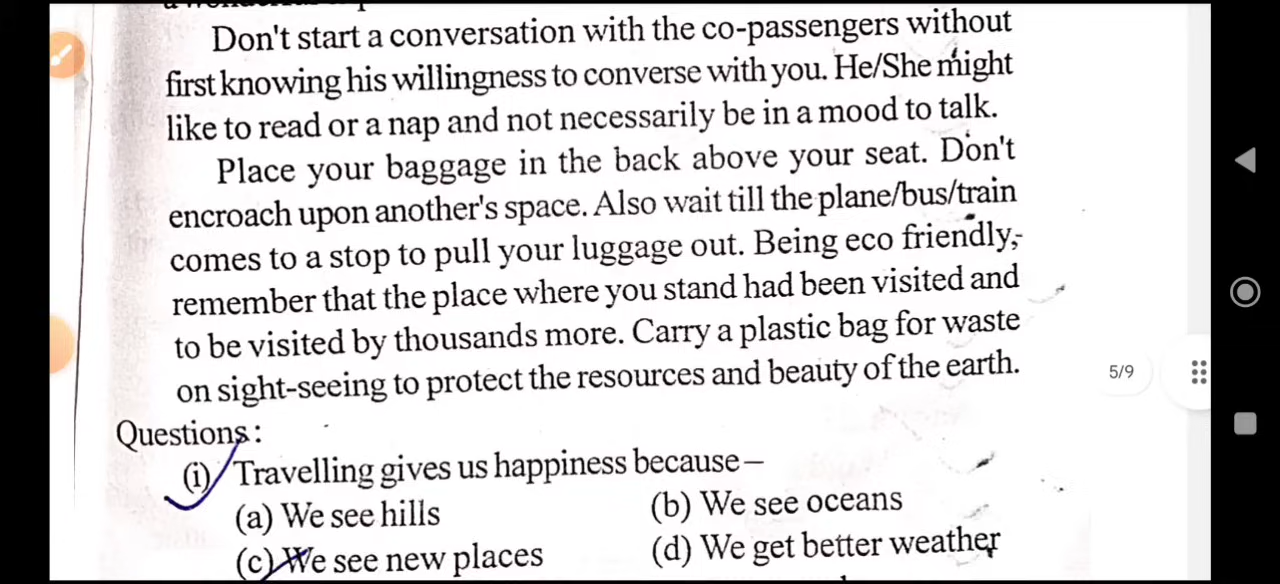 Don't start a conversation with the co-passengers without
first knowing his willingness to converse with you. He/She might
like to read or a nap and not necessarily be in a mood to talk.
Place your baggage in the back above your seat. Don't
encroach upon another's space. Also wait till the plane/bus/train
comes to a stop to pull your luggage out. Being eco friendly,
remember that the place where you stand had been visited and
to be visited by thousands more. Carry a plastic bag for waste
on sight-seeing to protect the resources and beauty of the earth.
5/9
Questions:
(i) Travelling gives us happiness because–
(a) We see hills (b) We see oceans
(c) We see new places (d) We get better weather